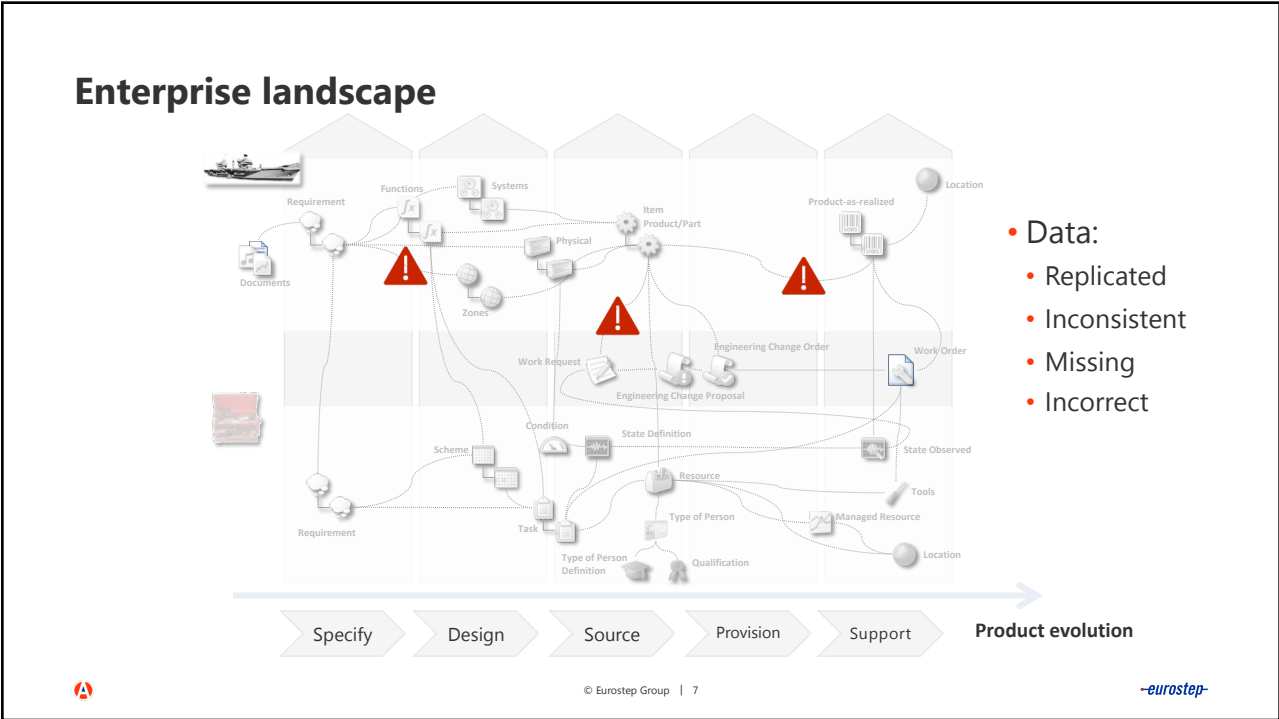 Enterprise landscape
Location
Functions
Systems
Requirement
Product-as-realized
Item
Product/Part
Physical
Documents
Zones
• Data:
• Replicated
• Inconsistent
• Missing
• Incorrect
Work Request
Engineering Change Order
Work Order
Engineering Change Proposal
Condition
State Definition
Scheme
State Observed
Resource
Tools
Task
Type of Person
Managed Resource
Requirement
Type of Person
Definition
Qualification
Location
Specify
Design
Source
Provision
Support
Product evolution
© Eurostep Group | 7
eurostep